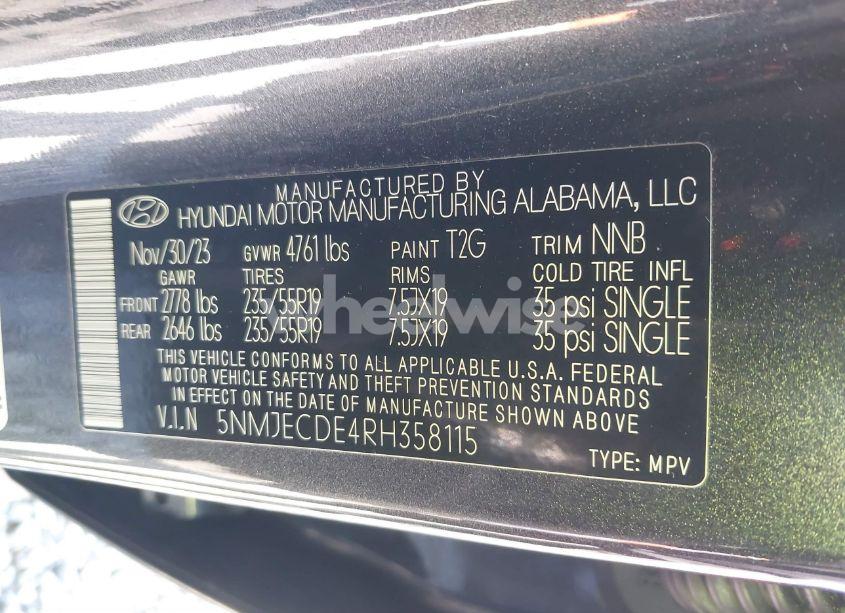 MANUFACTURED BY
HYUNDAI MOTOR MANUFACTURING ALABAMA, LLC
Nov/30/23 GVWR 4761 lbs PAINT T2G TRIM NNB
GAWR TIRES RIMS COLD TIRE INFL
FRONT 2778 lbs 235/55R19 7.5JX19 35 psi SINGLE
REAR 2646 lbs 235/55R19 7.5JX19 35 psi SINGLE
wheelwise
THIS VEHICLE CONFORMS TO ALL APPLICABLE U.S.A. FEDERAL
MOTOR VEHICLE SAFETY AND THEFT PREVENTION STANDARDS
IN EFFECT ON THE DATE OF MANUFACTURE SHOWN ABOVE
V.I.N 5NMJECDE4RH358115
TYPE: MPV